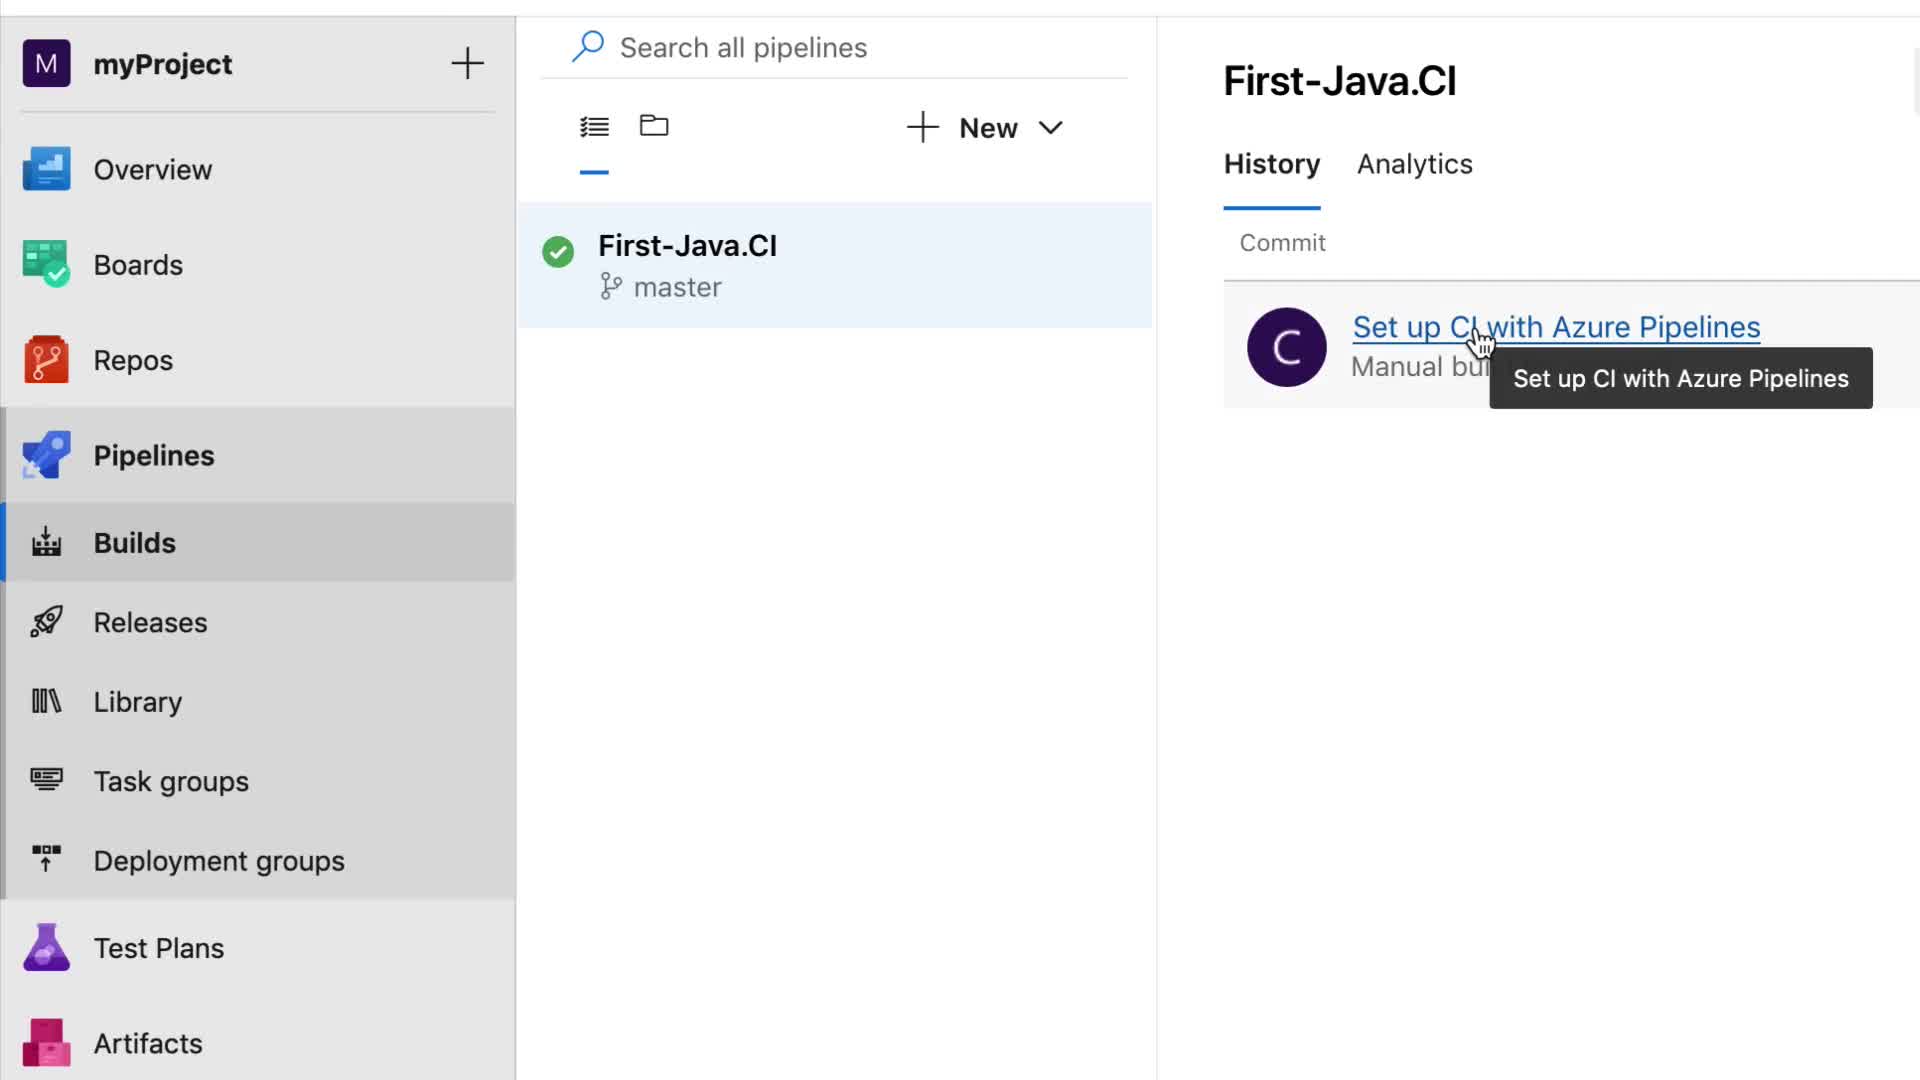 M myProject
Overview
Boards
Repos
Pipelines
Builds
Releases
Library
Task groups
Deployment groups
Test Plans
Artifacts
Search all pipelines
New
First-Java.CI
master
First-Java.CI
History Analytics
Commit
C
Set up CI with Azure Pipelines
Manual
Set up CI with Azure Pipelines